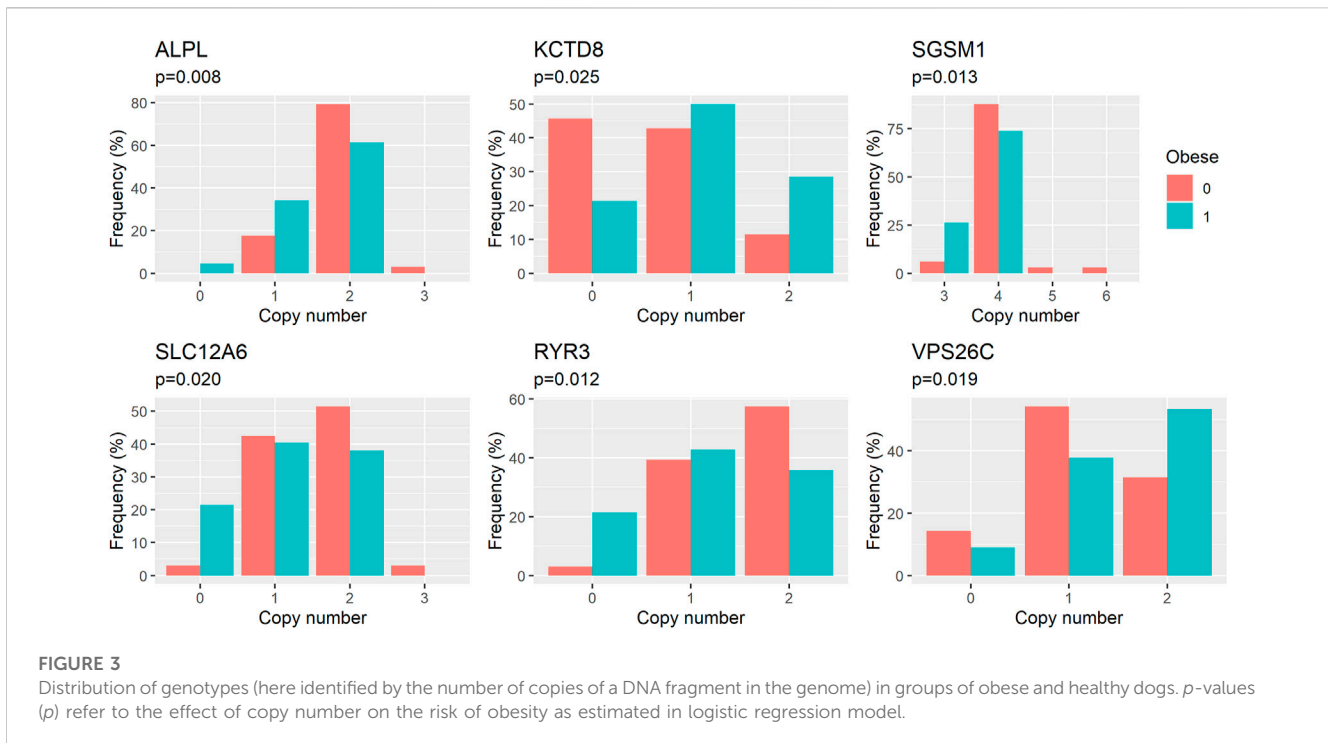 ALPL
p=0.008
Frequency (%)
80
60
40
20
0
0 1 2 3
Copy number
KCTD8
p=0.025
Frequency (%)
50
40
30
20
10
0
0 1 2
Copy number
SGSM1
p=0.013
Frequency (%)
75
50
25
0
3 4 5 6
Copy number
Obese
0
1
SLC12A6
p=0.020
Frequency (%)
50
40
30
20
10
0
0 1 2 3
Copy number
RYR3
p=0.012
Frequency (%)
60
40
20
0
0 1 2
Copy number
VPS26C
p=0.019
Frequency (%)
40
20
0
0 1 2
Copy number
FIGURE 3
Distribution of genotypes (here identified by the number of copies of a DNA fragment in the genome) in groups of obese and healthy dogs. p-values
(p) refer to the effect of copy number on the risk of obesity as estimated in logistic regression model.